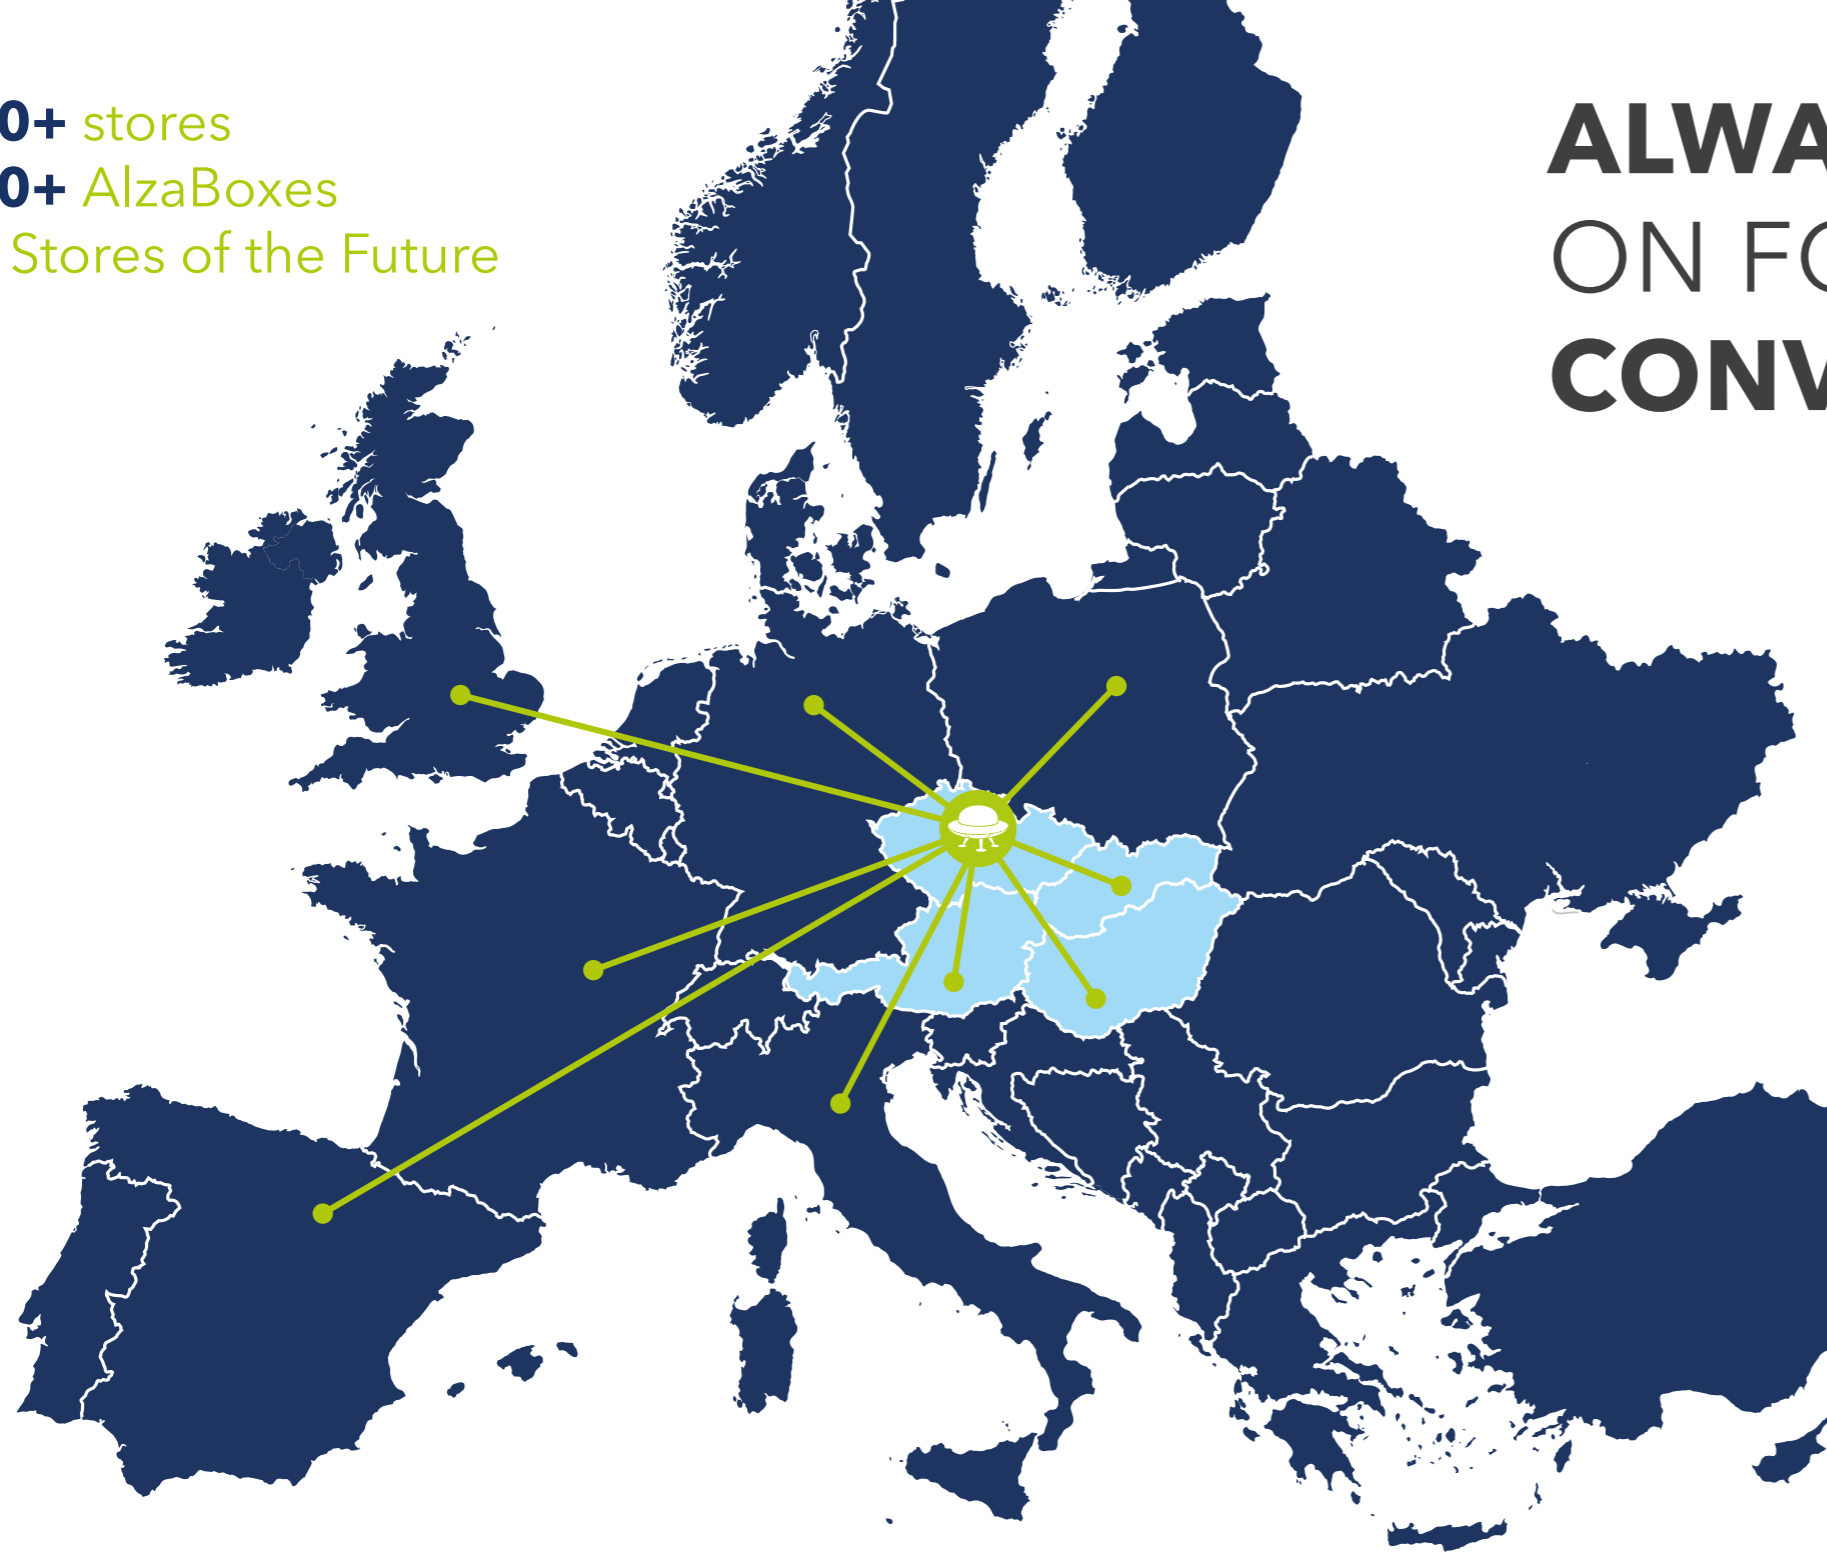 0+ stores
0+ AlzaBoxes
Stores of the Future
ALWA
ON FO
CONV